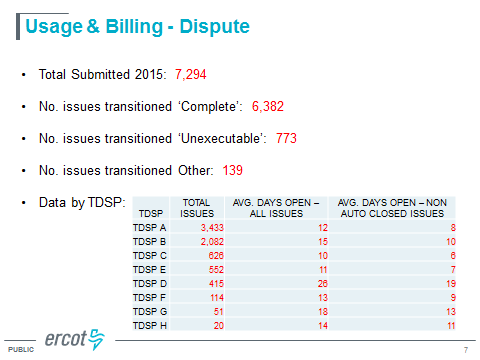 Usage & Billing - Dispute
• Total Submitted 2015: 7,294
• No. issues transitioned ‘Complete’: 6,382
• No. issues transitioned ‘Unexecutable’: 773
• No. issues transitioned Other: 139
• Data by TDSP:
TDSP TOTAL ISSUES AVG. DAYS OPEN – ALL ISSUES AVG. DAYS OPEN – NON AUTO CLOSED ISSUES
TDSP A 3,433 12 8
TDSP B 2,082 15 10
TDSP C 626 10 6
TDSP E 552 11 7
TDSP D 415 26 19
TDSP F 114 13 9
TDSP G 51 18 13
TDSP H 20 14 11
PUBLIC ercot 7